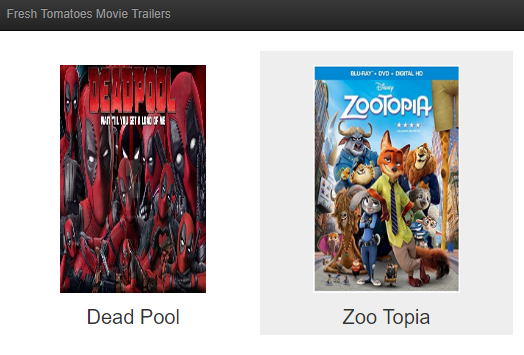 Fresh Tomatoes Movie Trailers
DEADPOOL
WAIT 'TIL YOU GET A LOAD OF ME
Dead Pool
BLU-RAY + DVD + DIGITAL HD
Disney
ZOOTOPIA
★★★★
Zoo Topia